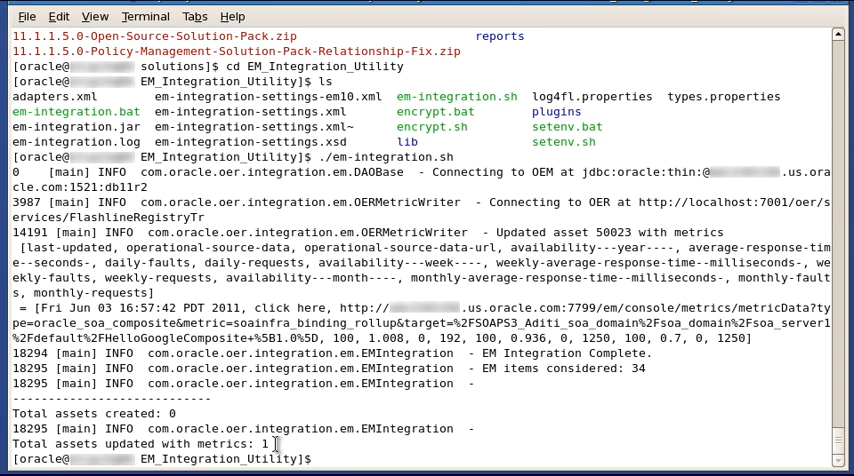 File Edit View Terminal Tabs Help
11.1.1.5.0-Open-Source-Solution-Pack.zip reports
11.1.1.5.0-Policy-Management-Solution-Pack-Relationship-Fix.zip
[oracle@ solutions]$ cd EM_Integration_Utility
[oracle@ EM_Integration_Utility]$ ls
adapters.xml em-integration-settings-em10.xml em-integration.sh log4fl.properties types.properties
em-integration.bat em-integration-settings.xml encrypt.bat plugins
em-integration.jar em-integration-settings.xml~ encrypt.sh setenv.bat
em-integration.log em-integration-settings.xsd lib setenv.sh
[oracle@ EM_Integration_Utility]$ ./em-integration.sh
0 [main] INFO com.oracle.oer.integration.em.DAOBase - Connecting to OEM at jdbc:oracle:thin:@ .us.ora
cle.com:1521:db11r2
3987 [main] INFO com.oracle.oer.integration.em.OERMetricWriter - Connecting to OER at http://localhost:7001/oer/s
ervices/FlashlineRegistryTr
14191 [main] INFO com.oracle.oer.integration.em.OERMetricWriter - Updated asset 50023 with metrics
[last-updated, operational-source-data, operational-source-data-url, availability---year----, average-response-tim
e--seconds-, daily-faults, daily-requests, availability---week----, weekly-average-response-time--milliseconds-, we
ekly-faults, weekly-requests, availability---month----, monthly-average-response-time--milliseconds-, monthly-fault
s, monthly-requests]
= [Fri Jun 03 16:57:42 PDT 2011, click here, http:// .us.oracle.com:7799/em/console/metrics/metricData?ty
pe=oracle_soa_composite&metric=soainfra_binding_rollup&target=%2FSOAPS3_Aditi_soa_domain%2Fsoa_domain%2Fsoa_server1
%2Fdefault%2FHelloGoogleComposite+%5B1.0%5D, 100, 1.008, 0, 192, 100, 0.936, 0, 1250, 100, 0.7, 0, 1250]
18294 [main] INFO com.oracle.oer.integration.em.EMIntegration - EM Integration Complete.
18295 [main] INFO com.oracle.oer.integration.em.EMIntegration - EM items considered: 34
18295 [main] INFO com.oracle.oer.integration.em.EMIntegration -
---------------------------
Total assets created: 0
18295 [main] INFO com.oracle.oer.integration.em.EMIntegration -
Total assets updated with metrics: 1
[oracle@ EM_Integration_Utility]$